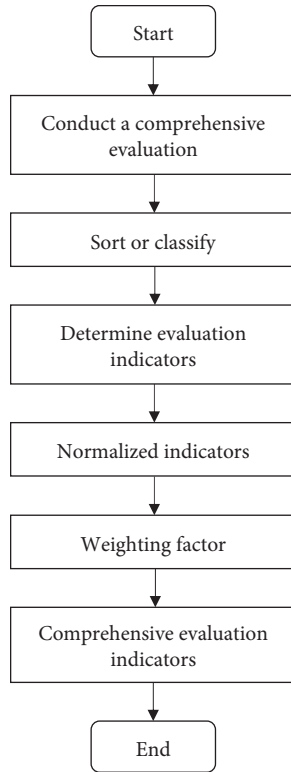 Start
Conduct a comprehensive
evaluation
Sort or classify
Determine evaluation
indicators
Normalized indicators
Weighting factor
Comprehensive evaluation
indicators
End